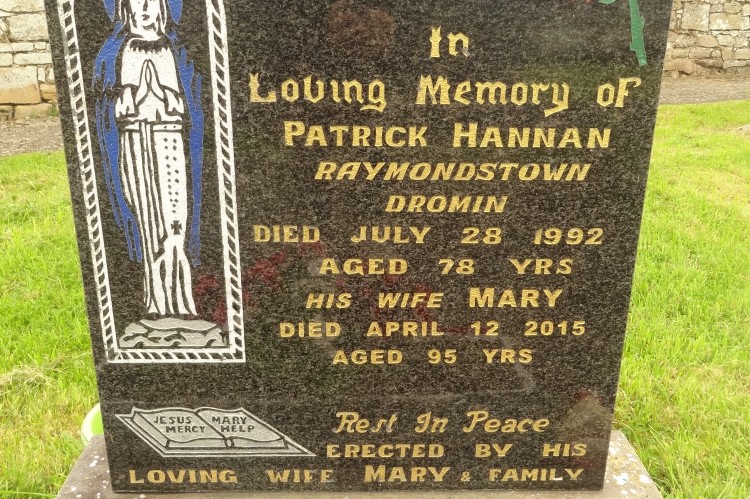 In
Loving Memory of
PATRICK HANNAN
RAYMONDSTOWN
DROMIN
DIED JULY 28 1992
AGED 78 YRS
HIS WIFE MARY
DIED APRIL 12 2015
AGED 95 YRS
JESUS MARY
MERCY HELP
Rest In Peace
ERECTED BY HIS
LOVING WIFE MARY & FAMILY